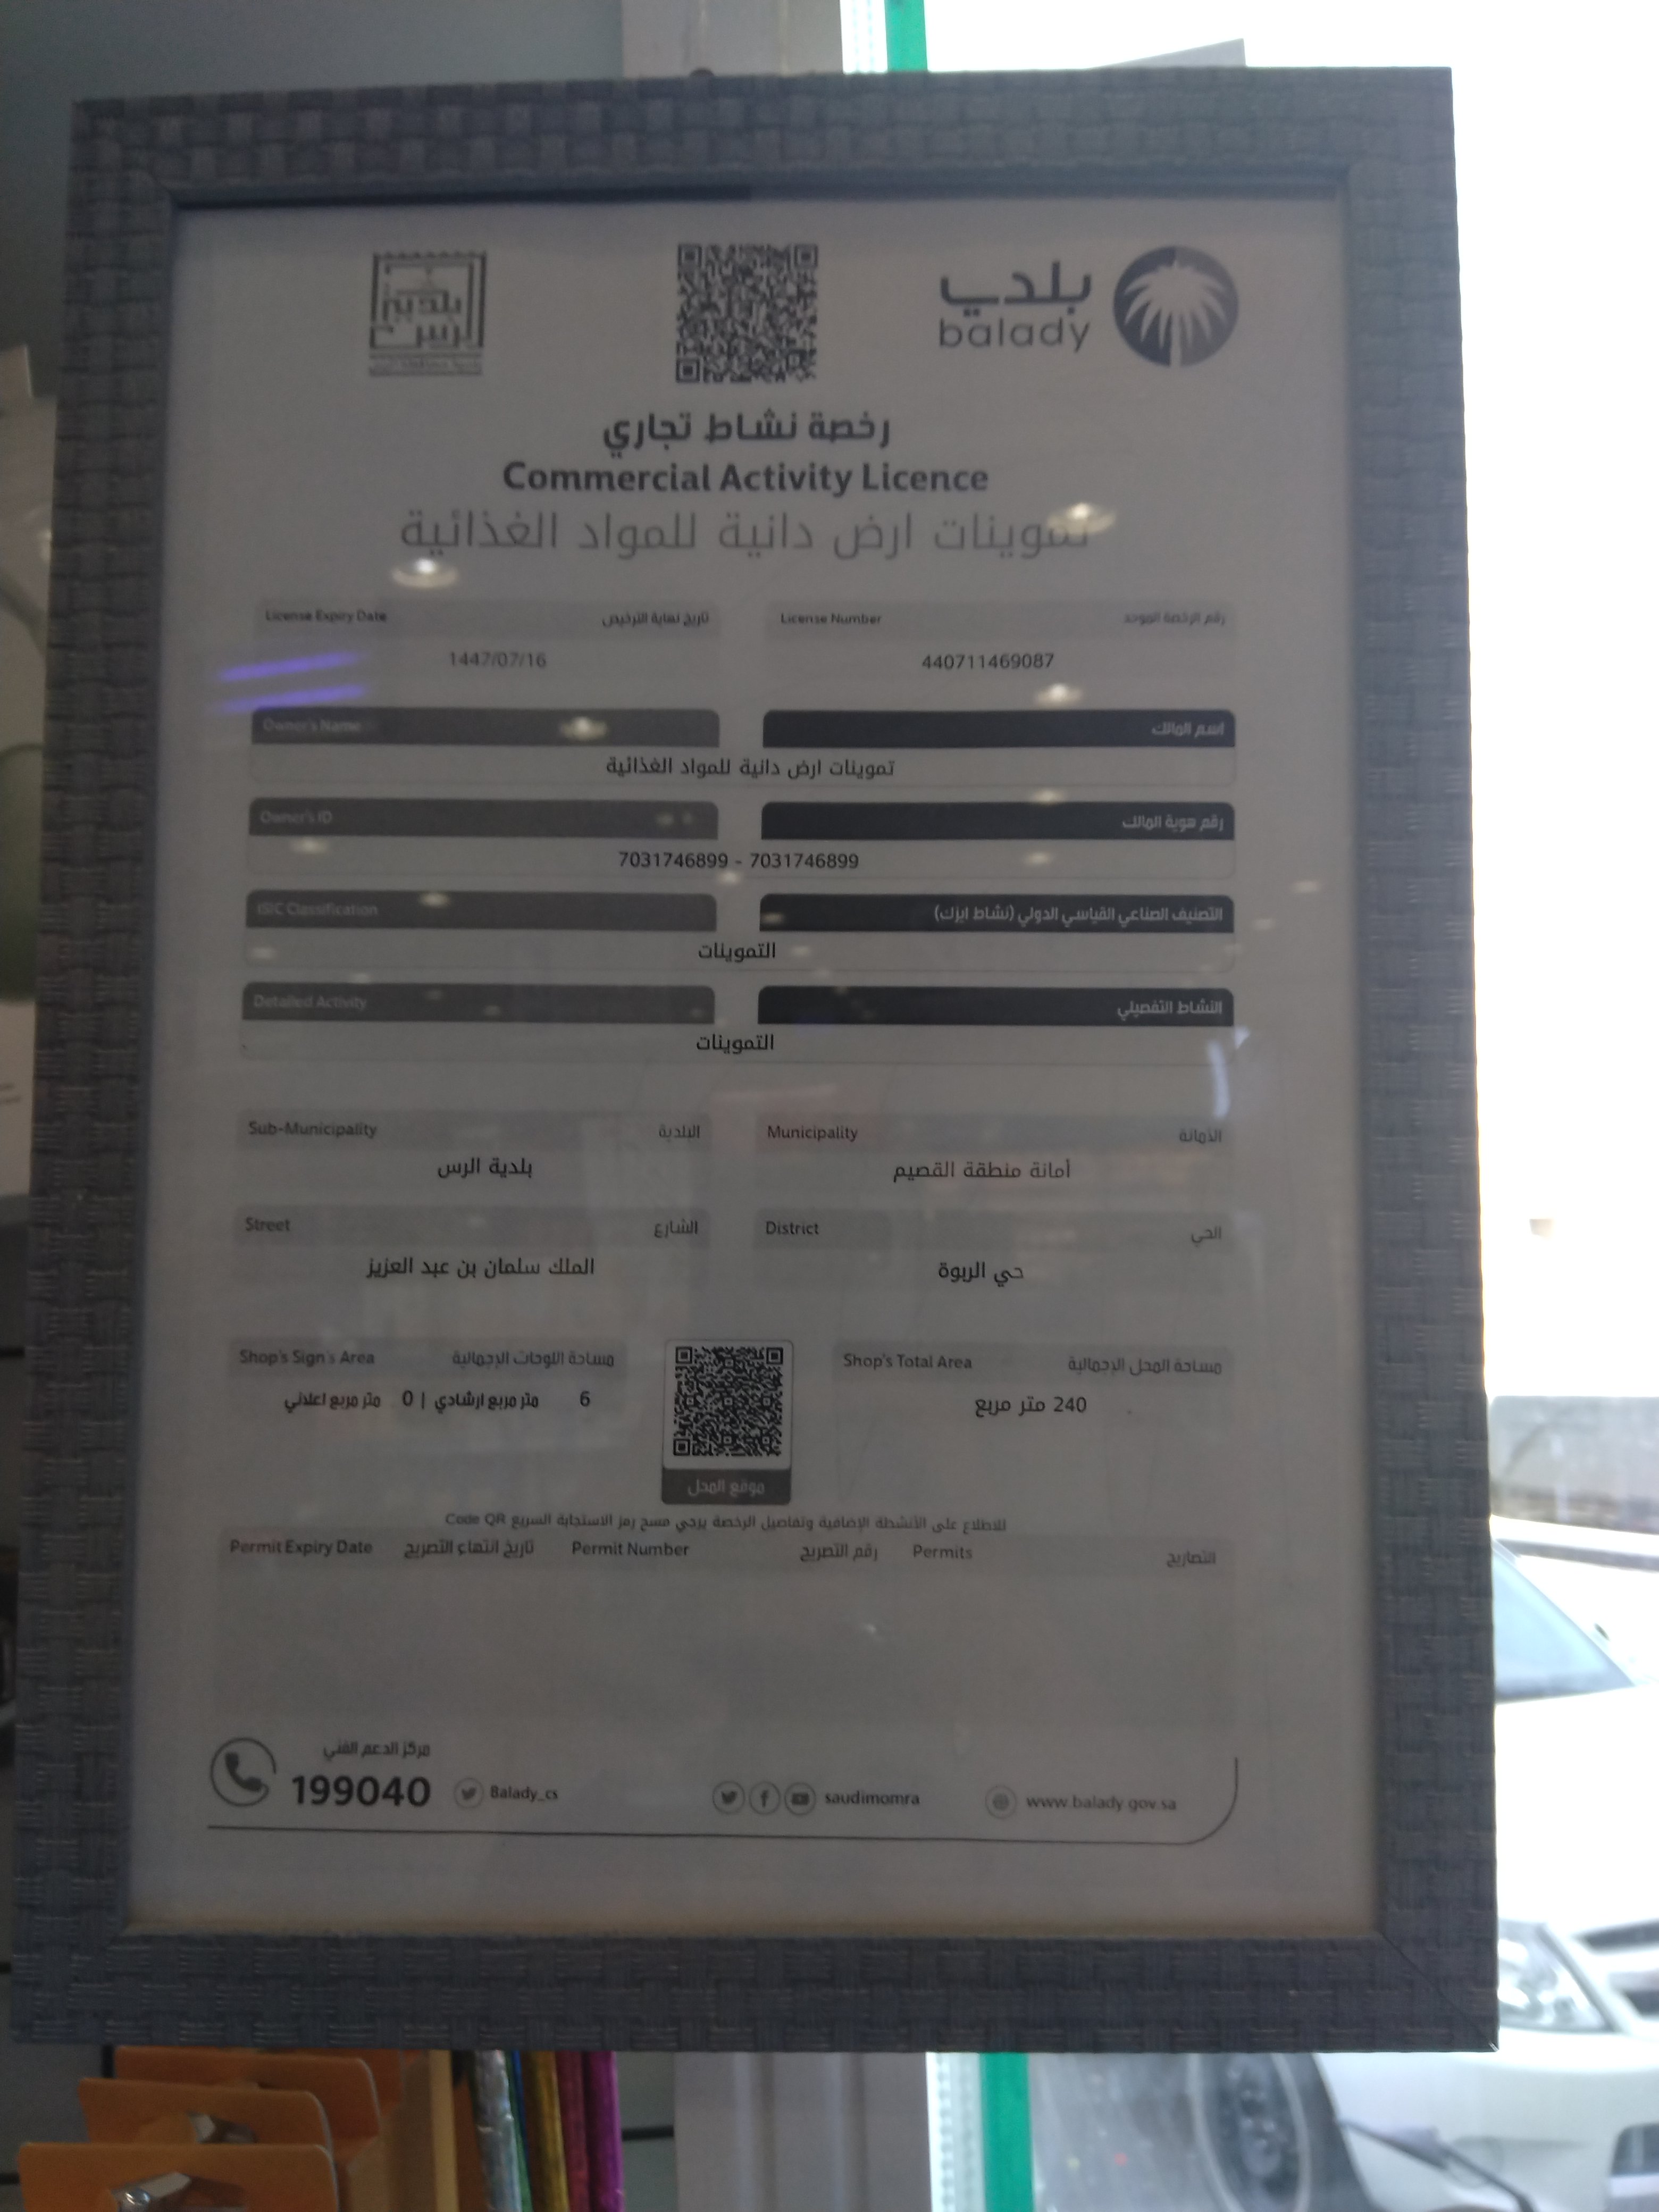 بلدية
الرس
بلدي
balady
رخصة نشاط تجاري
Commercial Activity Licence
تموينات ارض دانية للمواد الغذائية
رقم الرخصة الموحد License Number
440711469087
تاريخ نهاية الترخيص License Expiry Date
1447/07/16
اسم المالك Owner's Name
تموينات ارض دانية للمواد الغذائية
رقم هوية المالك Owner's ID
7031746899 - 7031746899
التصنيف الصناعي القياسي الدولي (نشاط ايزك) ISIC Classification
التموينات
النشاط التفصيلي Detailed Activity
التموينات
الأمانة Municipality
أمانة منطقة القصيم
البلدية Sub-Municipality
بلدية الرس
الحي District
حي الربوة
الشارع Street
الملك سلمان بن عبد العزيز
مساحة المحل الإجمالية Shop's Total Area
240 متر مربع
مساحة اللوحات الإجمالية Shop's Sign's Area
6 متر مربع ارشادي | 0 متر مربع اعلاني
موقع المحل
للاطلاع على الأنشطة الإضافية وتفاصيل الرخصة يرجى مسح رمز الاستجابة السريع Code QR
التصاريح Permits رقم التصريح Permit Number تاريخ انتهاء التصريح Permit Expiry Date
مركز الدعم الفني
199040
Balady_cs
saudimomra
www.balady.gov.sa